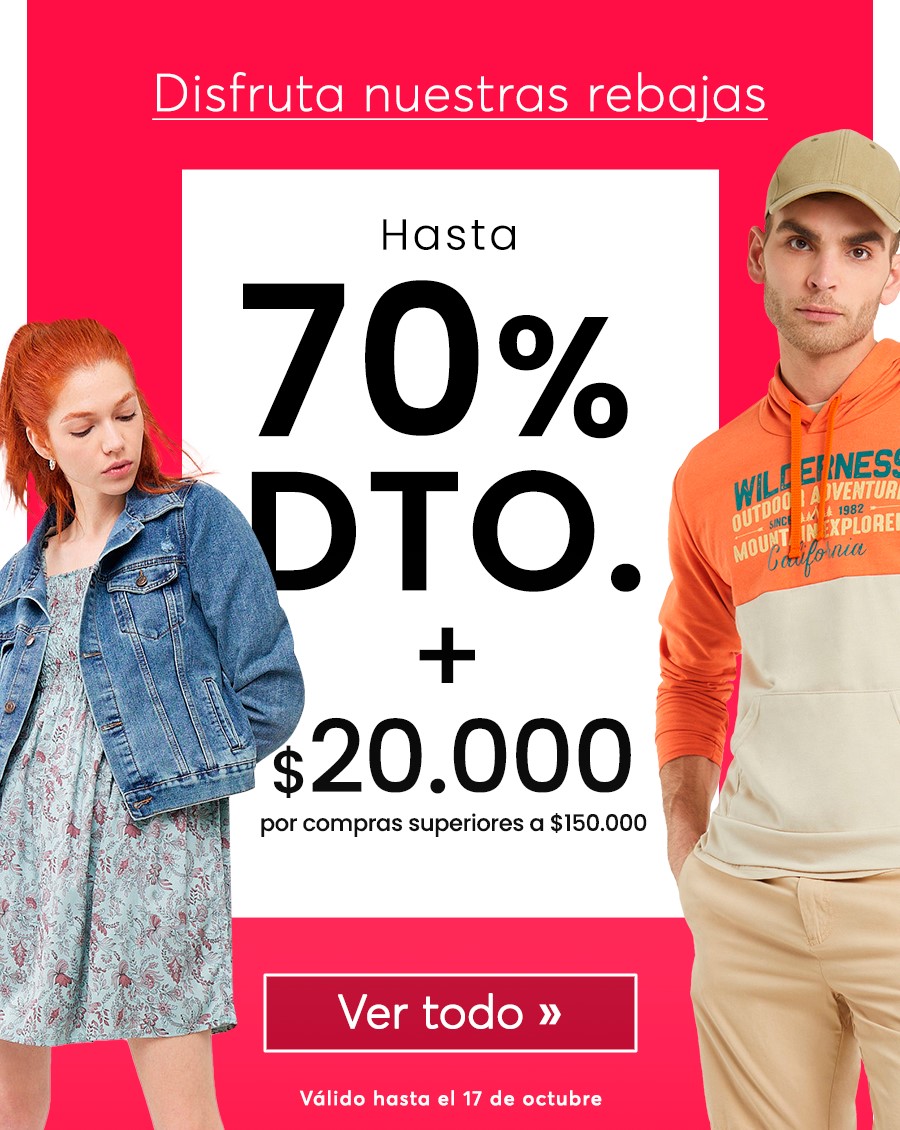 Disfruta nuestras rebajas
Hasta
70%
DTO.
+
$20.000
por compras superiores a $150.000
WILDERNESS
OUTDOOR ADVENTURE
SINCE 1982
MOUNTAIN EXPLORER
California
Ver todo »
Válido hasta el 17 de octubre